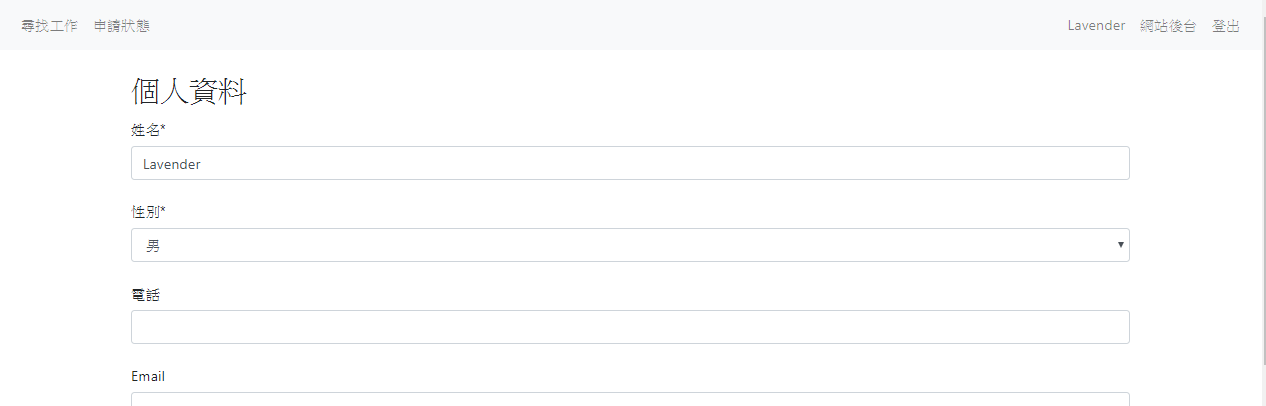 尋找工作 申請狀態 Lavender 網站後台 登出
個人資料
姓名*
Lavender
性別*
男
電話
Email